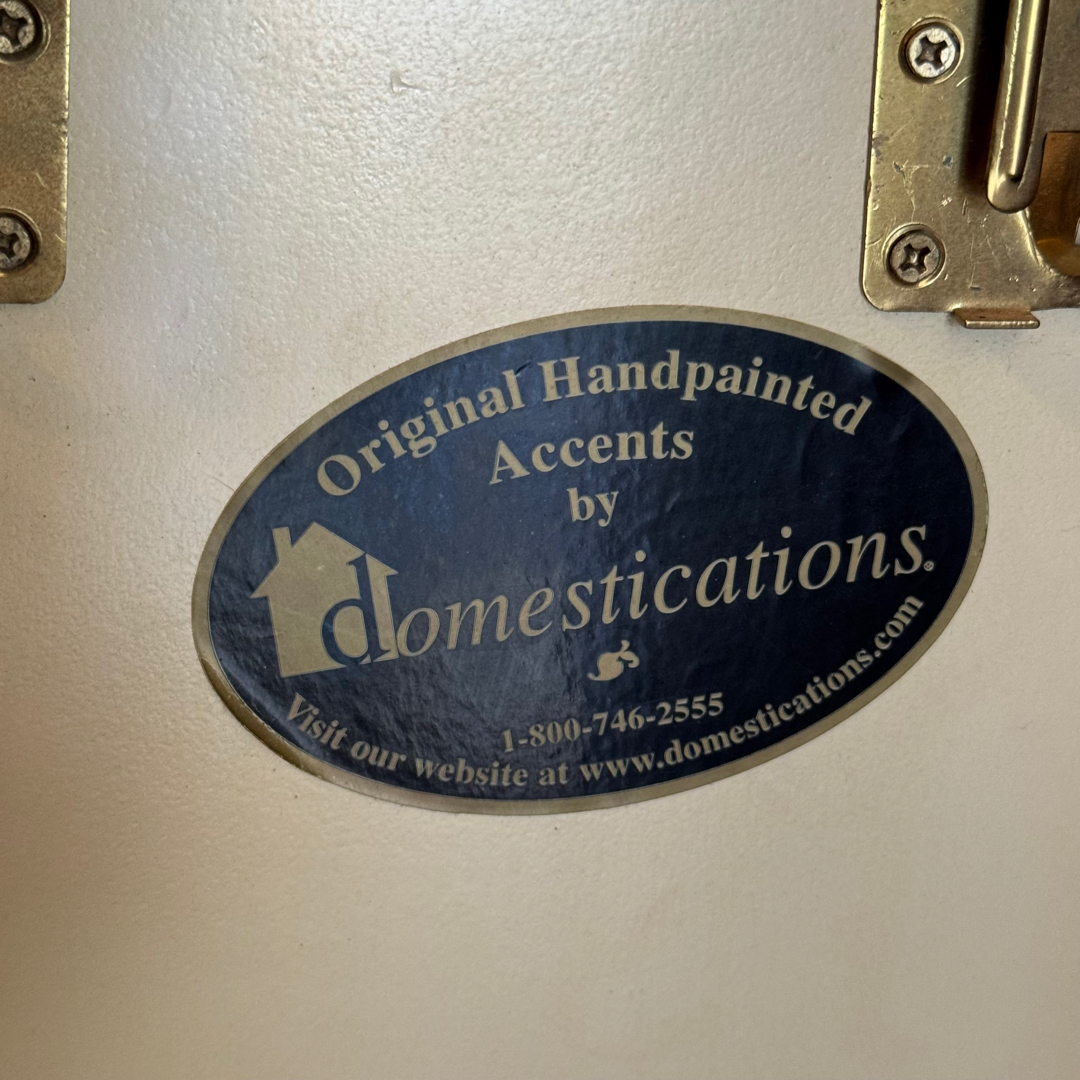 Original Handpainted
Accents
by
domestications®
1-800-746-2555
Visit our website at www.domestications.com